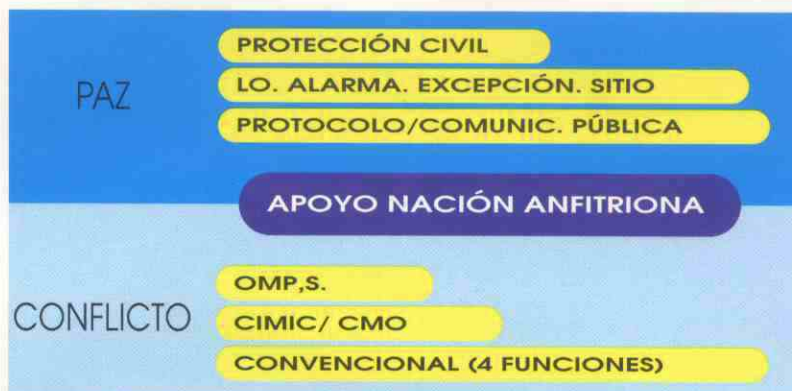 PAZ
PROTECCIÓN CIVIL
LO. ALARMA. EXCEPCIÓN. SITIO
PROTOCOLO/COMUNIC. PÚBLICA
APOYO NACIÓN ANFITRIONA
CONFLICTO
OMP,S.
CIMIC/ CMO
CONVENCIONAL (4 FUNCIONES)